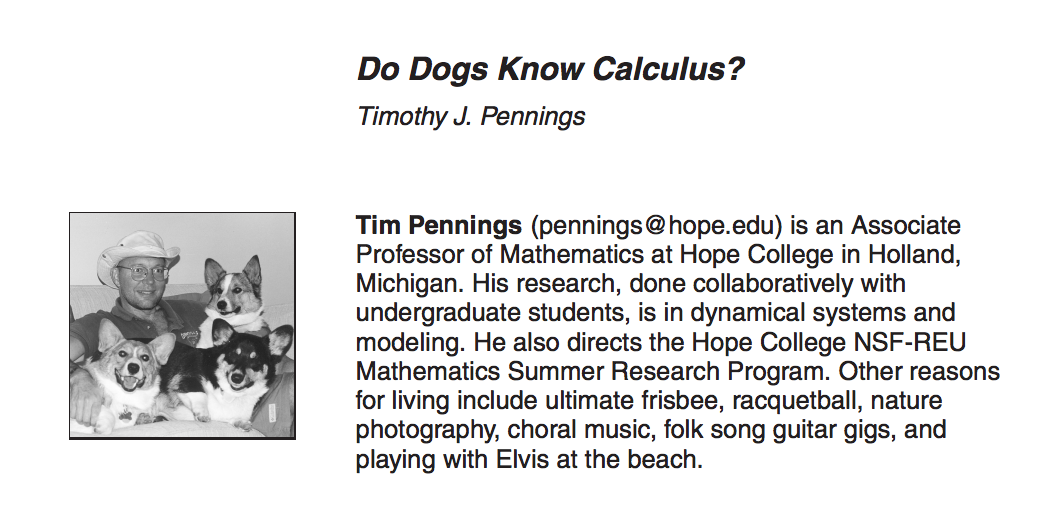 Do Dogs Know Calculus?
Timothy J. Pennings
Tim Pennings (pennings@hope.edu) is an Associate
Professor of Mathematics at Hope College in Holland,
Michigan. His research, done collaboratively with
undergraduate students, is in dynamical systems and
modeling. He also directs the Hope College NSF-REU
Mathematics Summer Research Program. Other reasons
for living include ultimate frisbee, racquetball, nature
photography, choral music, folk song guitar gigs, and
playing with Elvis at the beach.